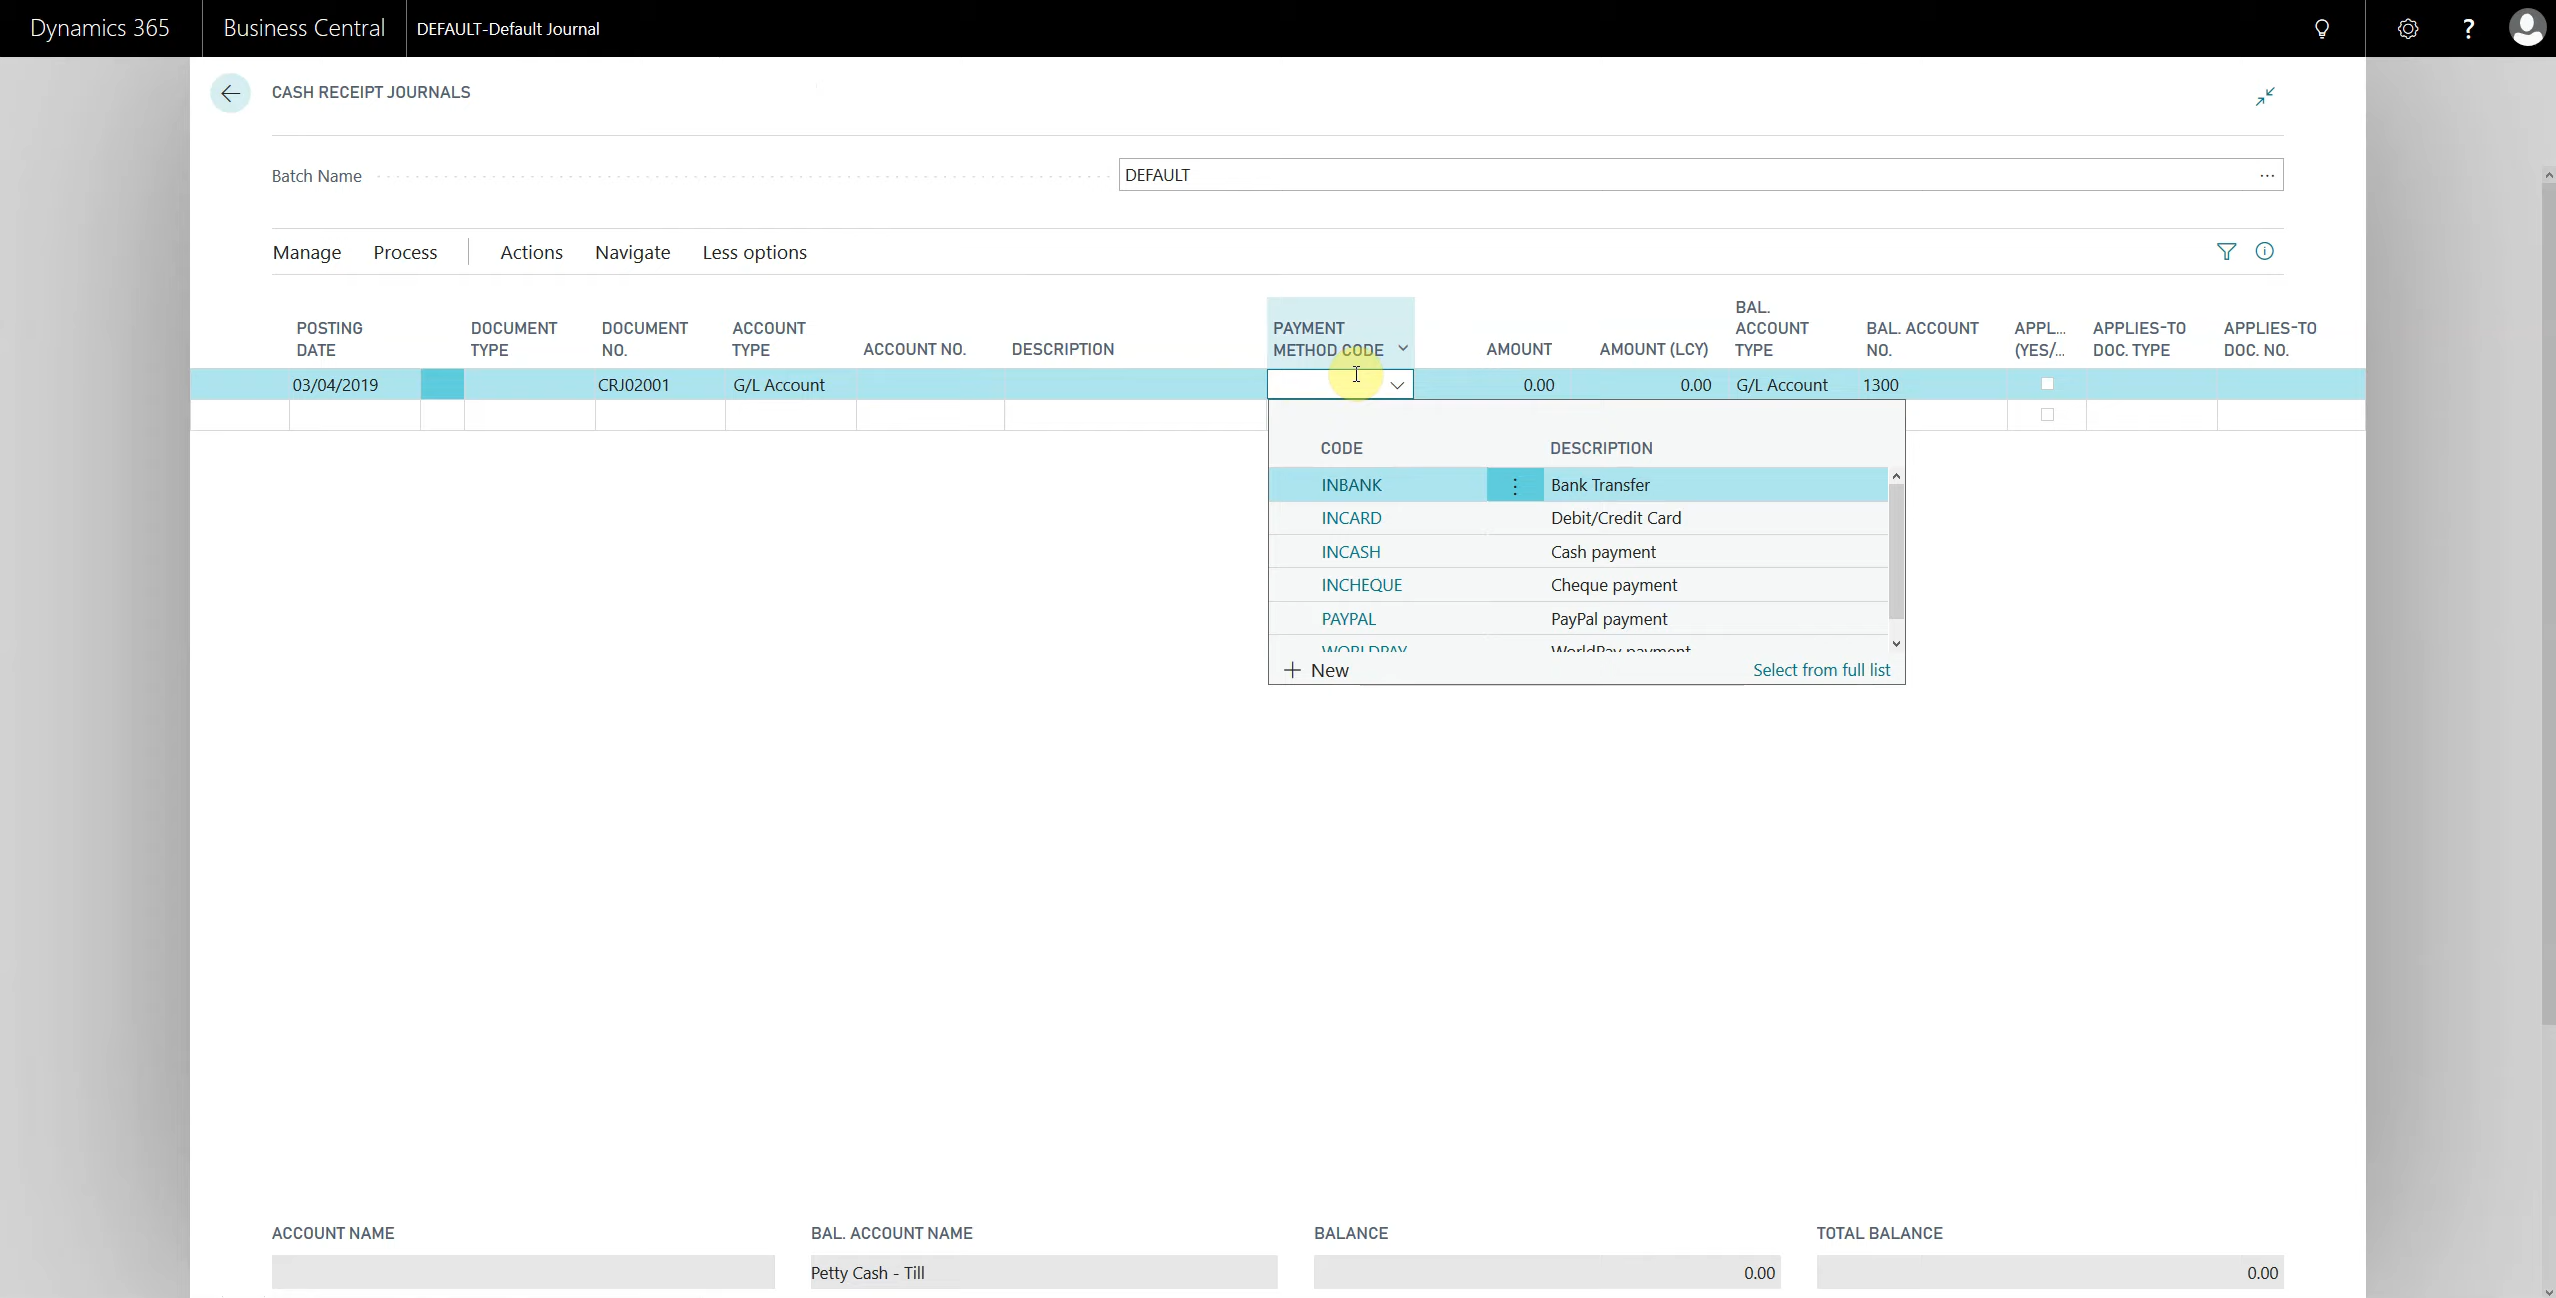 Dynamics 365
Business Central
DEFAULT-Default Journal
?
CASH RECEIPT JOURNALS
Batch Name
DEFAULT
...
Manage
Process
Actions
Navigate
Less options
POSTING
DATE
DOCUMENT
TYPE
DOCUMENT
NO.
ACCOUNT
TYPE
ACCOUNT NO.
DESCRIPTION
PAYMENT
METHOD CODE
AMOUNT
AMOUNT (LCY)
BAL.
ACCOUNT
TYPE
BAL. ACCOUNT
NO.
APPL...
(YES/...
APPLIES-TO
DOC. TYPE
APPLIES-TO
DOC. NO.
03/04/2019
CRJ02001
G/L Account
0.00
0.00
G/L Account
1300
CODE
DESCRIPTION
INBANK
Bank Transfer
INCARD
Debit/Credit Card
INCASH
Cash payment
INCHEQUE
Cheque payment
PAYPAL
PayPal payment
WORLDPAY
WorldPay payment
+ New
Select from full list
ACCOUNT NAME
BAL. ACCOUNT NAME
BALANCE
TOTAL BALANCE
Petty Cash - Till
0.00
0.00